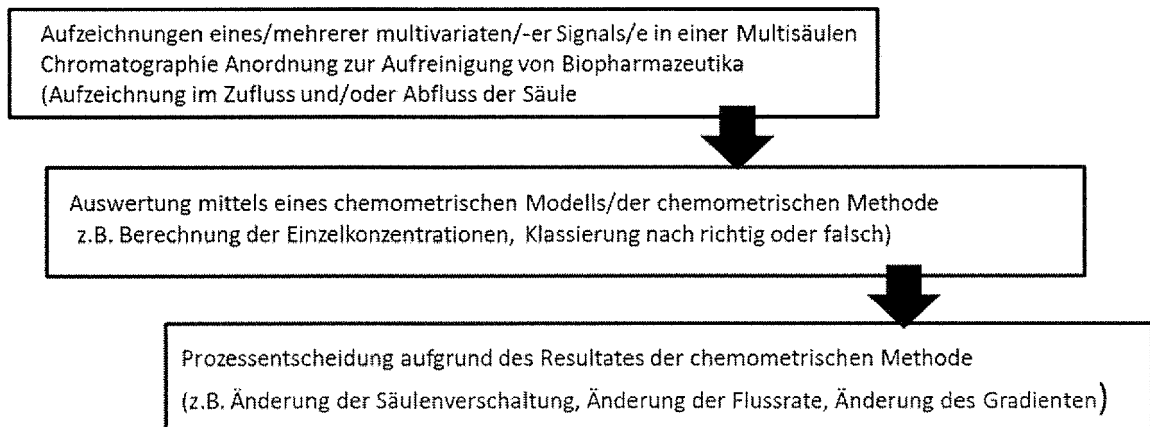 Aufzeichnungen eines/mehrerer multivariaten/-er Signals/e in einer Multisäulen
Chromatographie Anordnung zur Aufreinigung von Biopharmazeutika
(Aufzeichnung im Zufluss und/oder Abfluss der Säule
Auswertung mittels eines chemometrischen Modells/der chemometrischen Methode
z.B. Berechnung der Einzelkonzentrationen, Klassierung nach richtig oder falsch)
Prozessentscheidung aufgrund des Resultates der chemometrischen Methode
(z.B. Änderung der Säulenverschaltung, Änderung der Flussrate, Änderung des Gradienten)